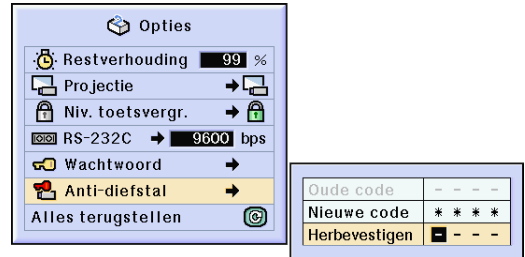 Opties
Restverhouding 99 %
Projectie
Niv. toetsvergr.
RS-232C 9600 bps
Wachtwoord
Anti-diefstal
Alles terugstellen
Oude code - - - -
Nieuwe code * * * *
Herbevestigen - - - -